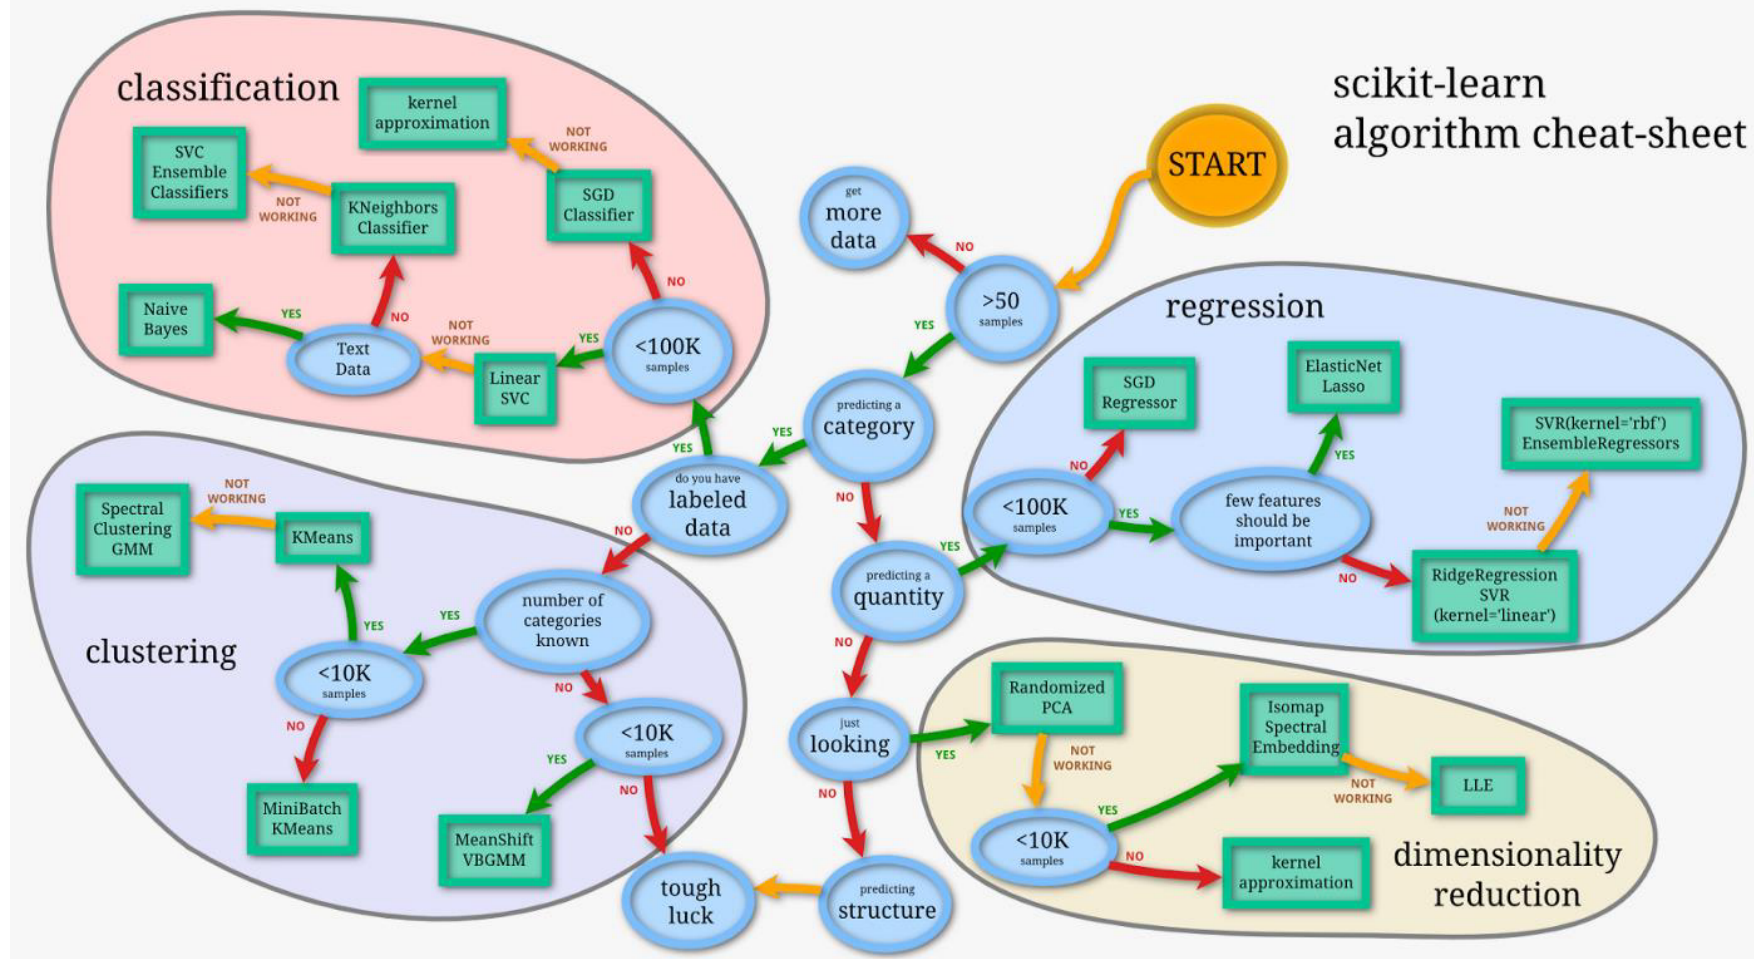 scikit-learn
algorithm cheat-sheet
START
>50
samples
NO
get
more
data
YES
predicting a
category
YES
do you have
labeled
data
YES
NO
classification
<100K
samples
NO
SGD
Classifier
NOT
WORKING
kernel
approximation
YES
Linear
SVC
NOT
WORKING
Text
Data
YES
Naive
Bayes
NO
KNeighbors
Classifier
NOT
WORKING
SVC
Ensemble
Classifiers
clustering
number of
categories
known
YES
<10K
samples
YES
KMeans
NOT
WORKING
Spectral
Clustering
GMM
NO
MiniBatch
KMeans
NO
<10K
samples
YES
MeanShift
VBGMM
NO
tough
luck
NO
predicting a
quantity
YES
regression
<100K
samples
NO
SGD
Regressor
YES
few features
should be
important
YES
ElasticNet
Lasso
NO
RidgeRegression
SVR
(kernel='linear')
NOT
WORKING
SVR(kernel='rbf')
EnsembleRegressors
NO
just
looking
YES
Randomized
PCA
NOT
WORKING
<10K
samples
YES
Isomap
Spectral
Embedding
NOT
WORKING
LLE
NO
kernel
approximation
dimensionality
reduction
NO
predicting
structure